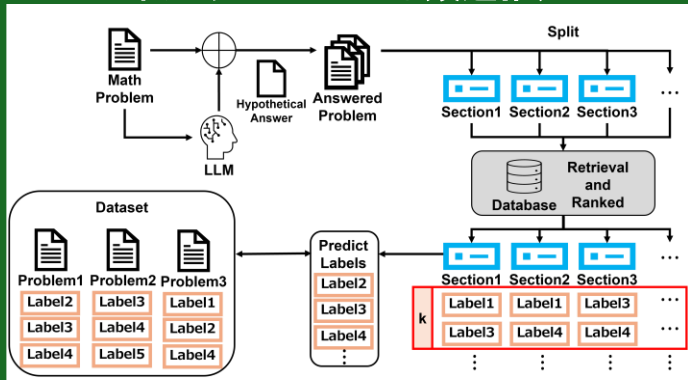 Split
Math
Problem
Hypothetical
Answer
Answered
Problem
LLM
Section1 Section2 Section3 ...
Database
Retrieval
and
Ranked
Dataset
Problem1 Problem2 Problem3
Label2 Label3 Label1
Label3 Label4 Label2
Label4 Label5 Label4
Predict
Labels
Label2
Label3
Label4
⋮
Section1 Section2 Section3 ...
k
Label1 Label1 Label3 ...
Label3 Label4 Label4 ...
⋮ ⋮ ⋮ ⋮